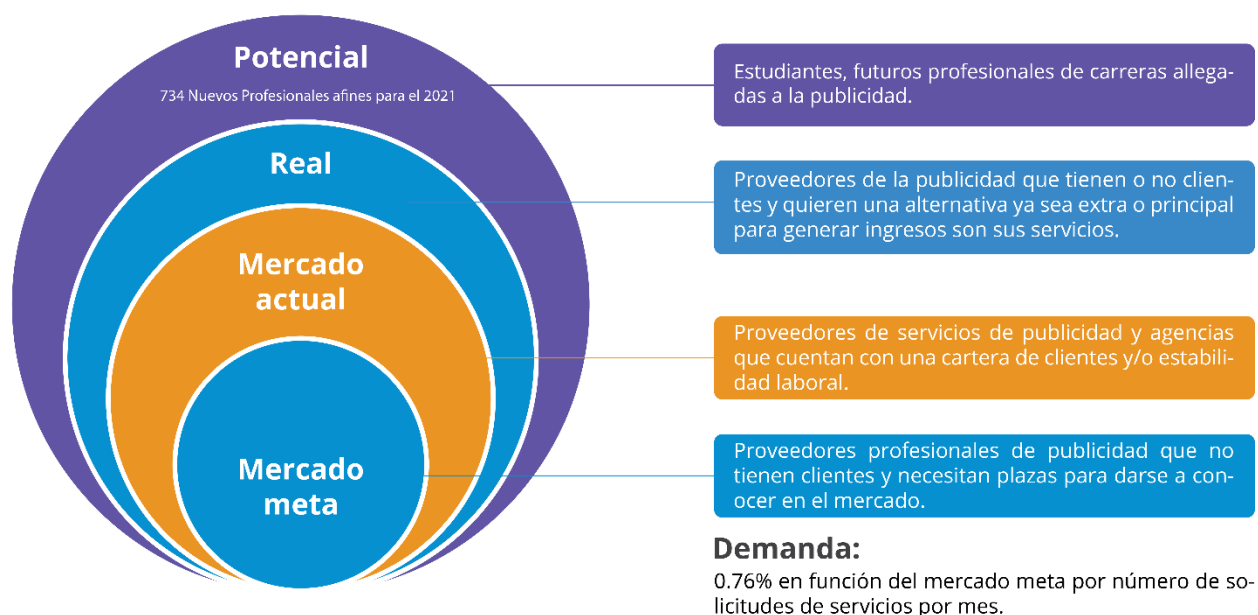 Potencial
734 Nuevos Profesionales afines para el 2021
Real
Mercado
actual
Mercado
meta
Estudiantes, futuros profesionales de carreras allega-
das a la publicidad.
Proveedores de la publicidad que tienen o no clien-
tes y quieren una alternativa ya sea extra o principal
para generar ingresos son sus servicios.
Proveedores de servicios de publicidad y agencias
que cuentan con una cartera de clientes y/o estabili-
dad laboral.
Proveedores profesionales de publicidad que no
tienen clientes y necesitan plazas para darse a con-
ocer en el mercado.
Demanda:
0.76% en función del mercado meta por número de so-
licitudes de servicios por mes.